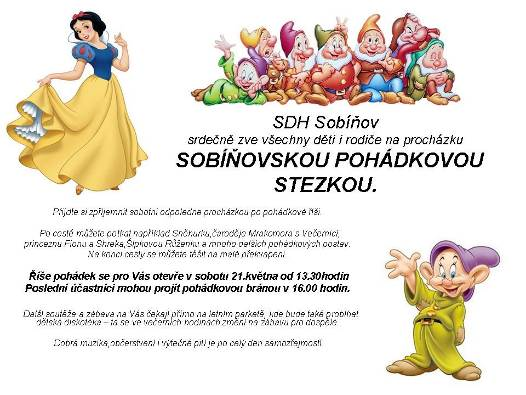 SDH Sobíňov
srdečně zve všechny děti i rodiče na procházku
SOBÍŇOVSKOU POHÁDKOVOU
STEZKOU.
Přijďte si zpříjemnit sobotní odpoledne procházkou po pohádkové říši.
Po cestě můžete potkat například Sněhurku,čaroděje Mrakomora s Večernicí,
princeznu Fionu a Shreka,Šípkovou Růženku a mnoho dalších pohádkových postav.
Na konci cesty se můžete těšit na malé překvapení.
Říše pohádek se pro Vás otevře v sobotu 21.května od 13.30hodin
Poslední účastníci mohou projít pohádkovou bránou v 16.00 hodin.
Další soutěže a zábava na Vás čekají přímo na letním parketě, kde bude také probíhat
dětská diskotéka – ta se ve večerních hodinách změní na zábavu pro dospělé
Dobrá muzika,občerstvení i výtečné pití je po celý den samozřejmostí